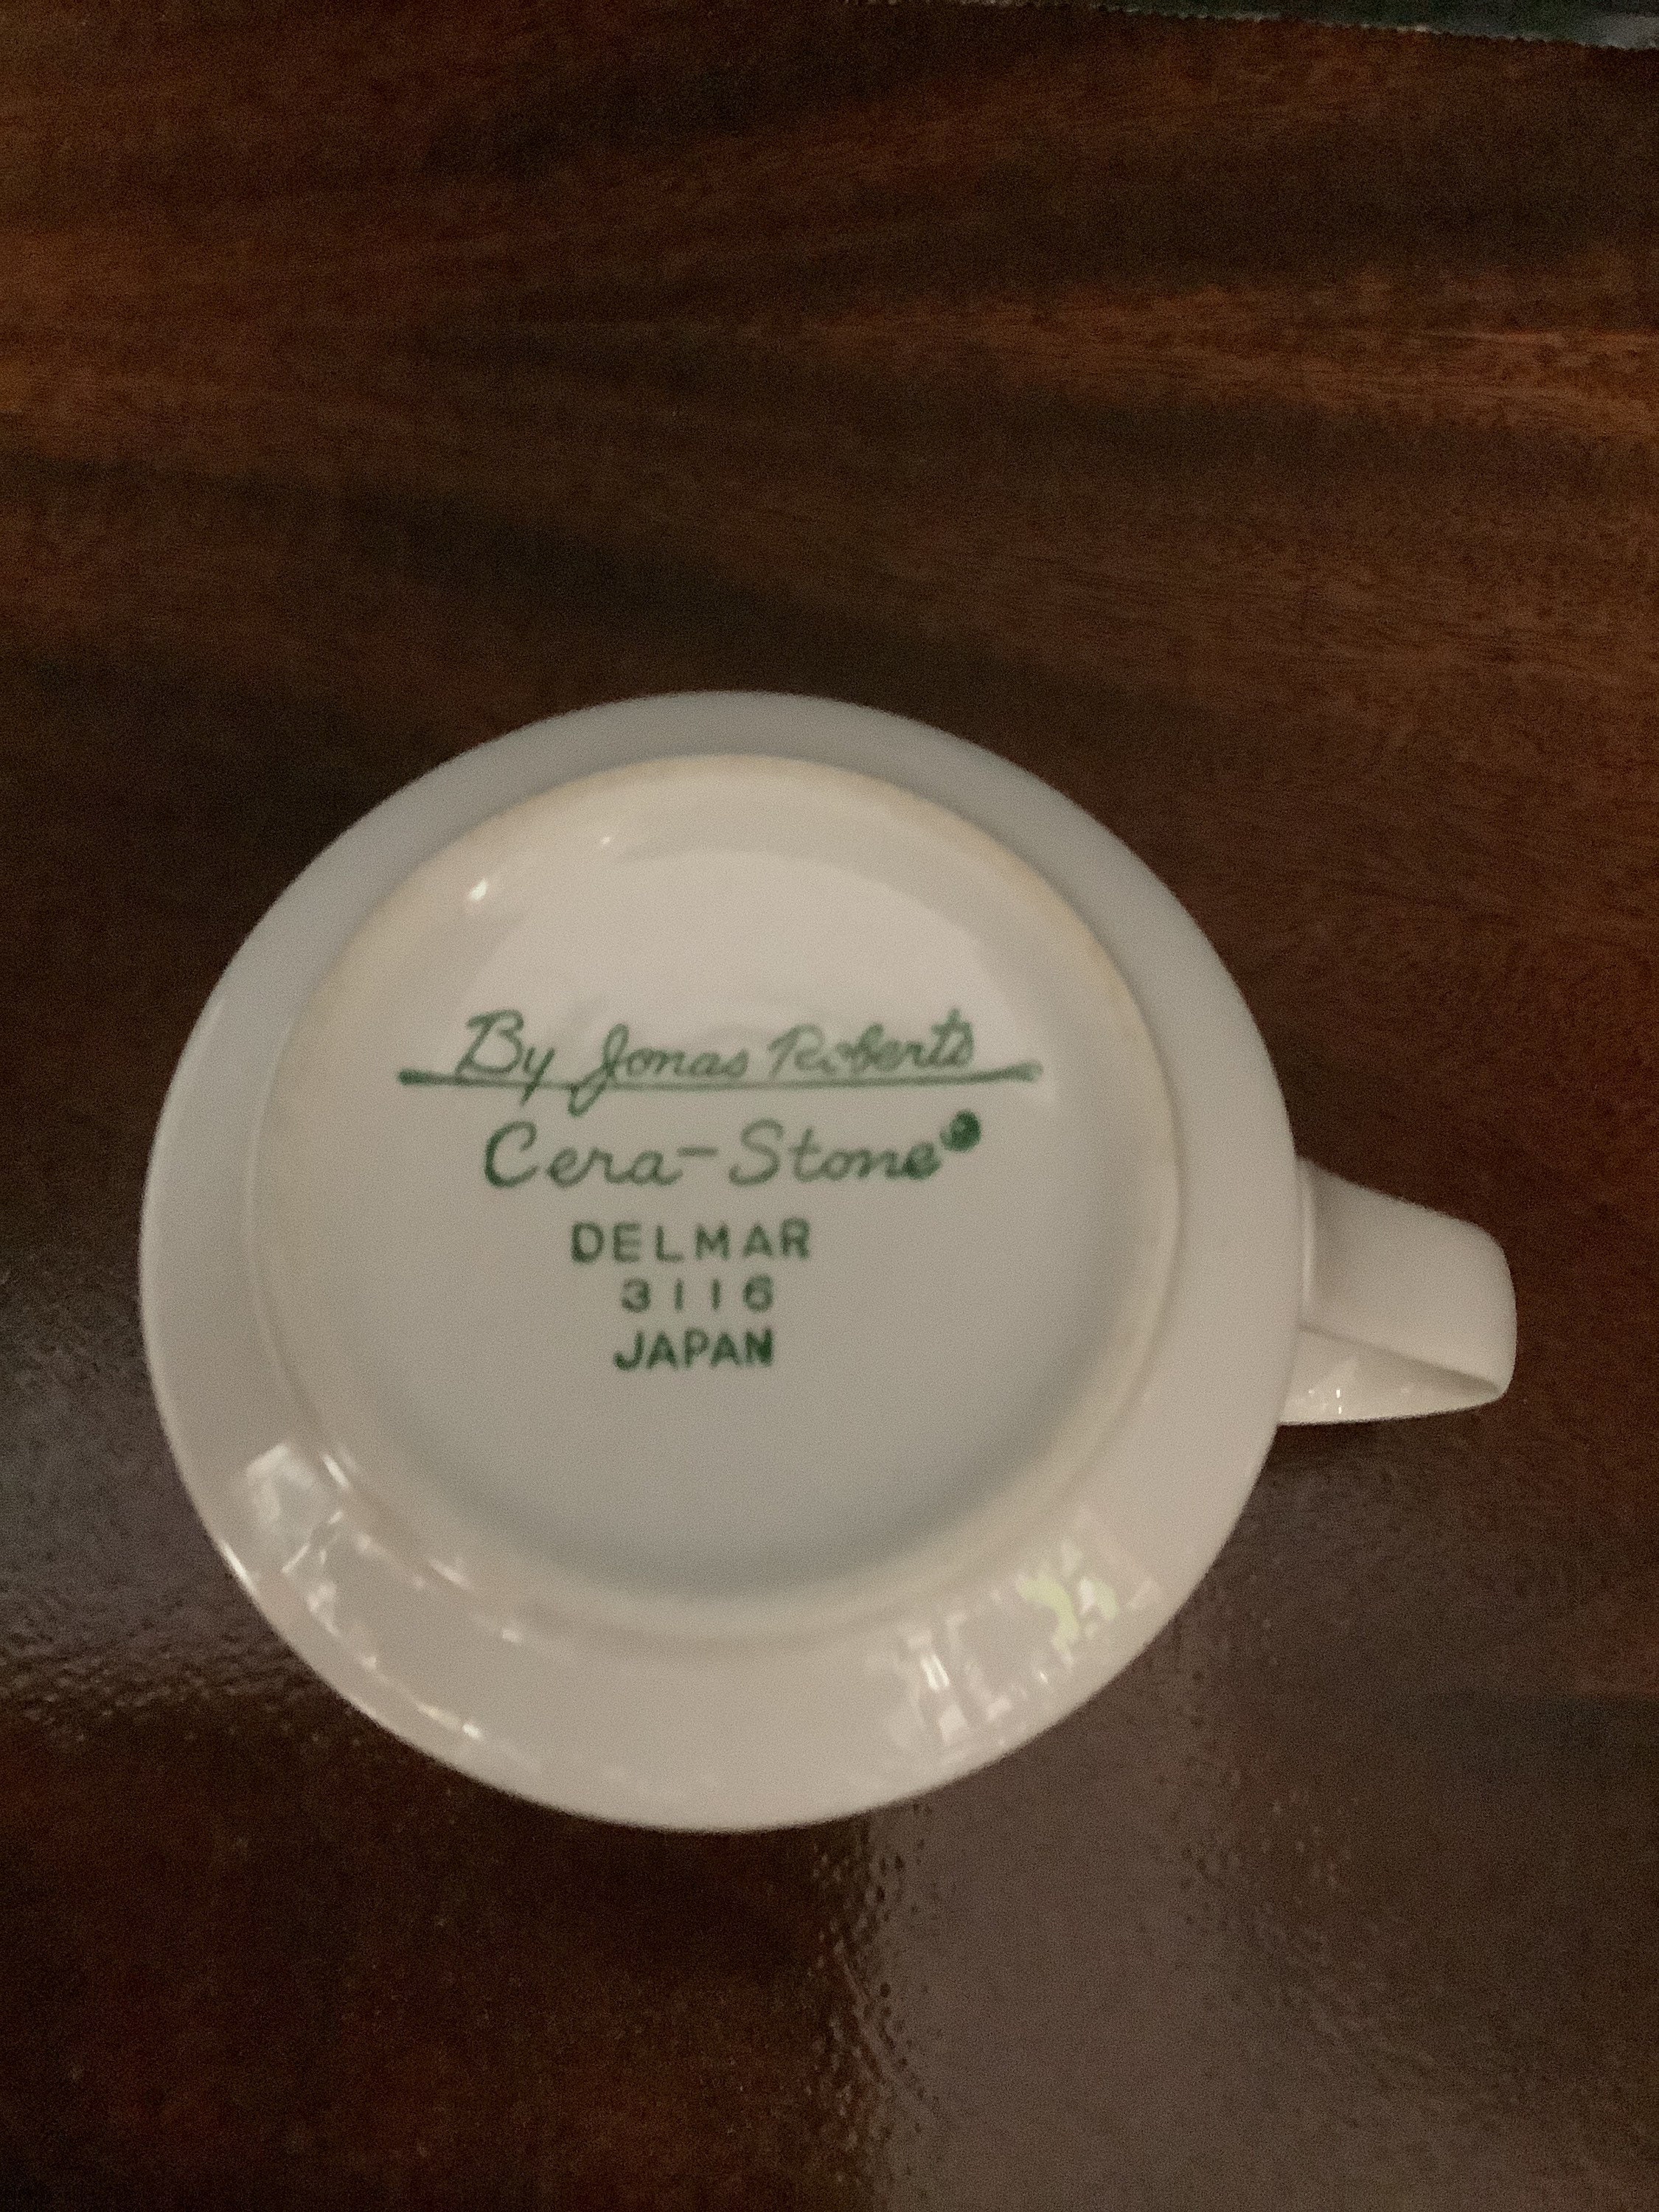 By Jonas Roberts
Cera-Stone®
DELMAR
3116
JAPAN